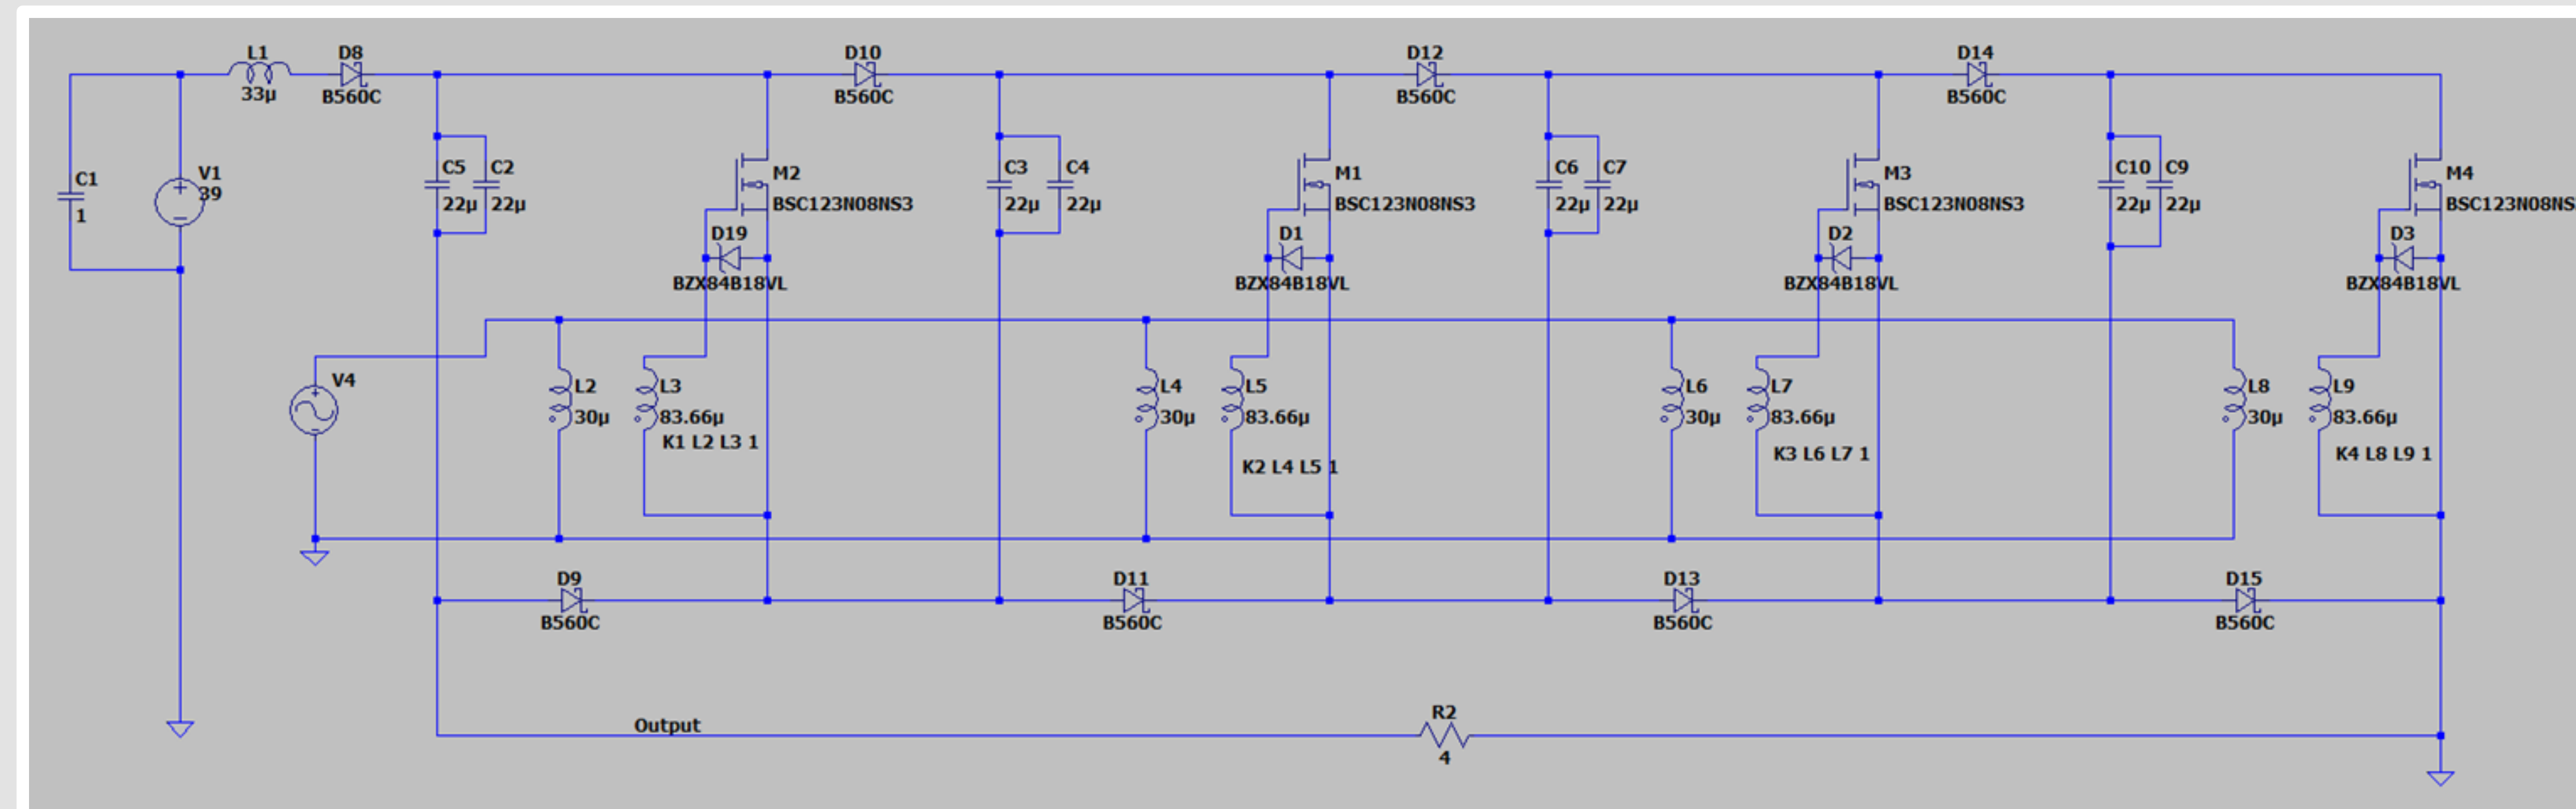 L1
33µ
D8
B560C
D10
B560C
D12
B560C
D14
B560C
C1
1
V1
39
C5
22µ
C2
22µ
M2
BSC123N08NS3
C3
22µ
C4
22µ
M1
BSC123N08NS3
C6
22µ
C7
22µ
M3
BSC123N08NS3
C10
22µ
C9
22µ
M4
BSC123N08NS
D19
BZX84B18VL
D1
BZX84B18VL
D2
BZX84B18VL
D3
BZX84B18VL
V4
L2
30µ
L3
83.66µ
K1 L2 L3 1
L4
30µ
L5
83.66µ
K2 L4 L5 1
L6
30µ
L7
83.66µ
K3 L6 L7 1
L8
30µ
L9
83.66µ
K4 L8 L9 1
D9
B560C
D11
B560C
D13
B560C
D15
B560C
Output
R2
4